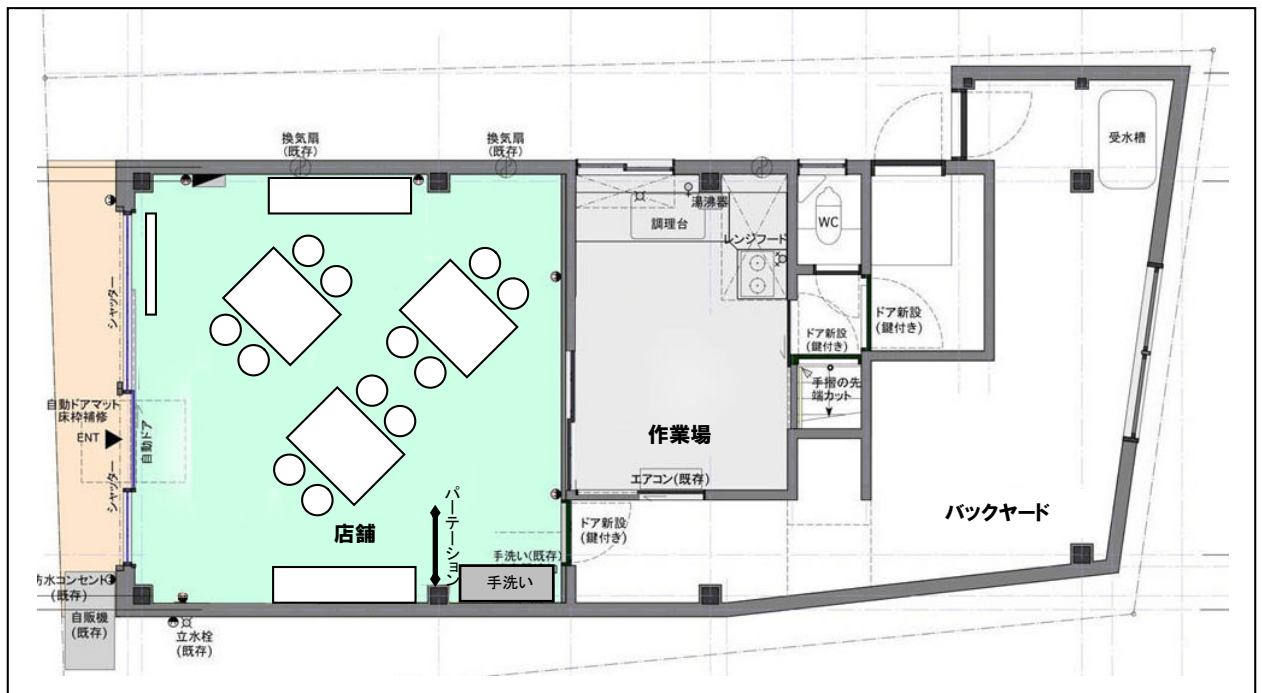 換気扇
(既存)
換気扇
(既存)
受水槽
湯沸器
調理台
WC
レンジフード
シャッター
ドア新設
(鍵付き)
ドア新設
(鍵付き)
手摺の先
端カット
自動ドアマット
床枠補修
ENT
自動ドア
作業場
シャッター
エアコン(既存)
パーテーション
バックヤード
店舗
ドア新設
(鍵付き)
手洗い(既存)
手洗い
防水コンセント
(既存)
自販機
(既存)
立水栓
(既存)